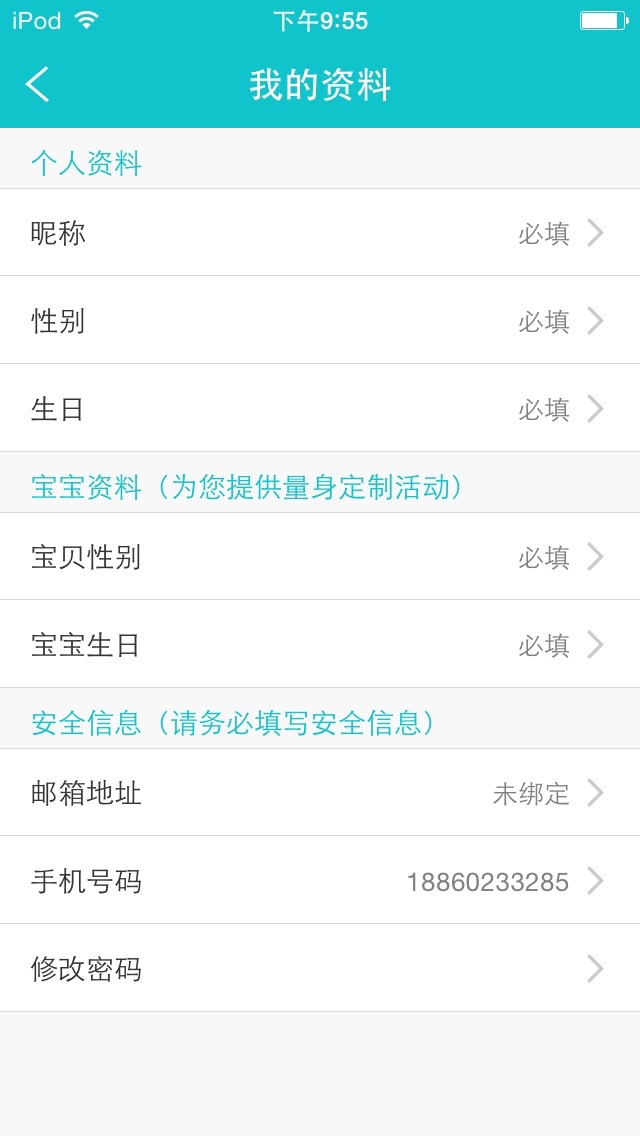 iPod 下午9:55
我的资料
个人资料
昵称 必填
性别 必填
生日 必填
宝宝资料（为您提供量身定制活动）
宝贝性别 必填
宝宝生日 必填
安全信息（请务必填写安全信息）
邮箱地址 未绑定
手机号码 18860233285
修改密码